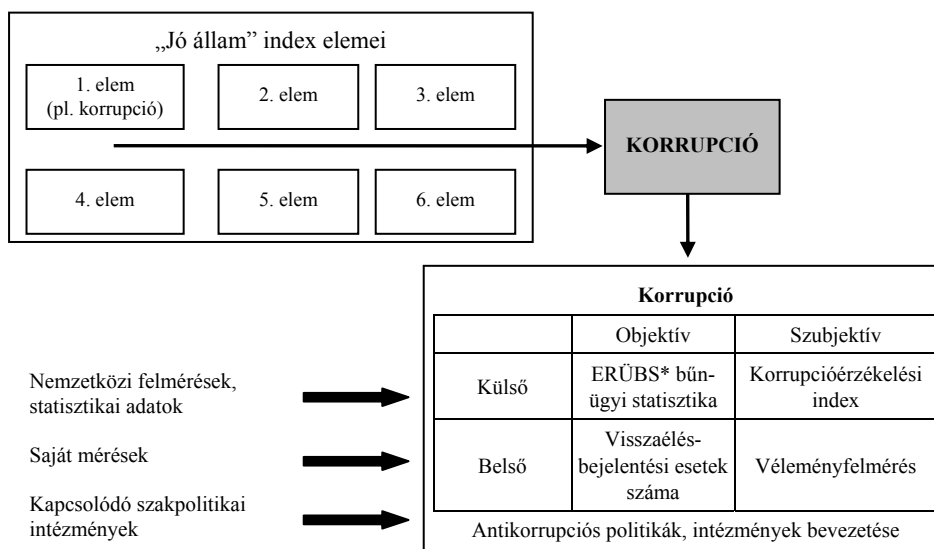 „Jó állam” index elemei
1. elem
(pl. korrupció)
2. elem
3. elem
4. elem
5. elem
6. elem
KORRUPCIÓ
Korrupció
Objektív
Szubjektív
Külső
ERÜBS* bűn-
ügyi statisztika
Korrupcióérzékelési
index
Belső
Visszaélés-
bejelentési esetek
száma
Véleményfelmérés
Antikorrupciós politikák, intézmények bevezetése
Nemzetközi felmérések,
statisztikai adatok
Saját mérések
Kapcsolódó szakpolitikai
intézmények